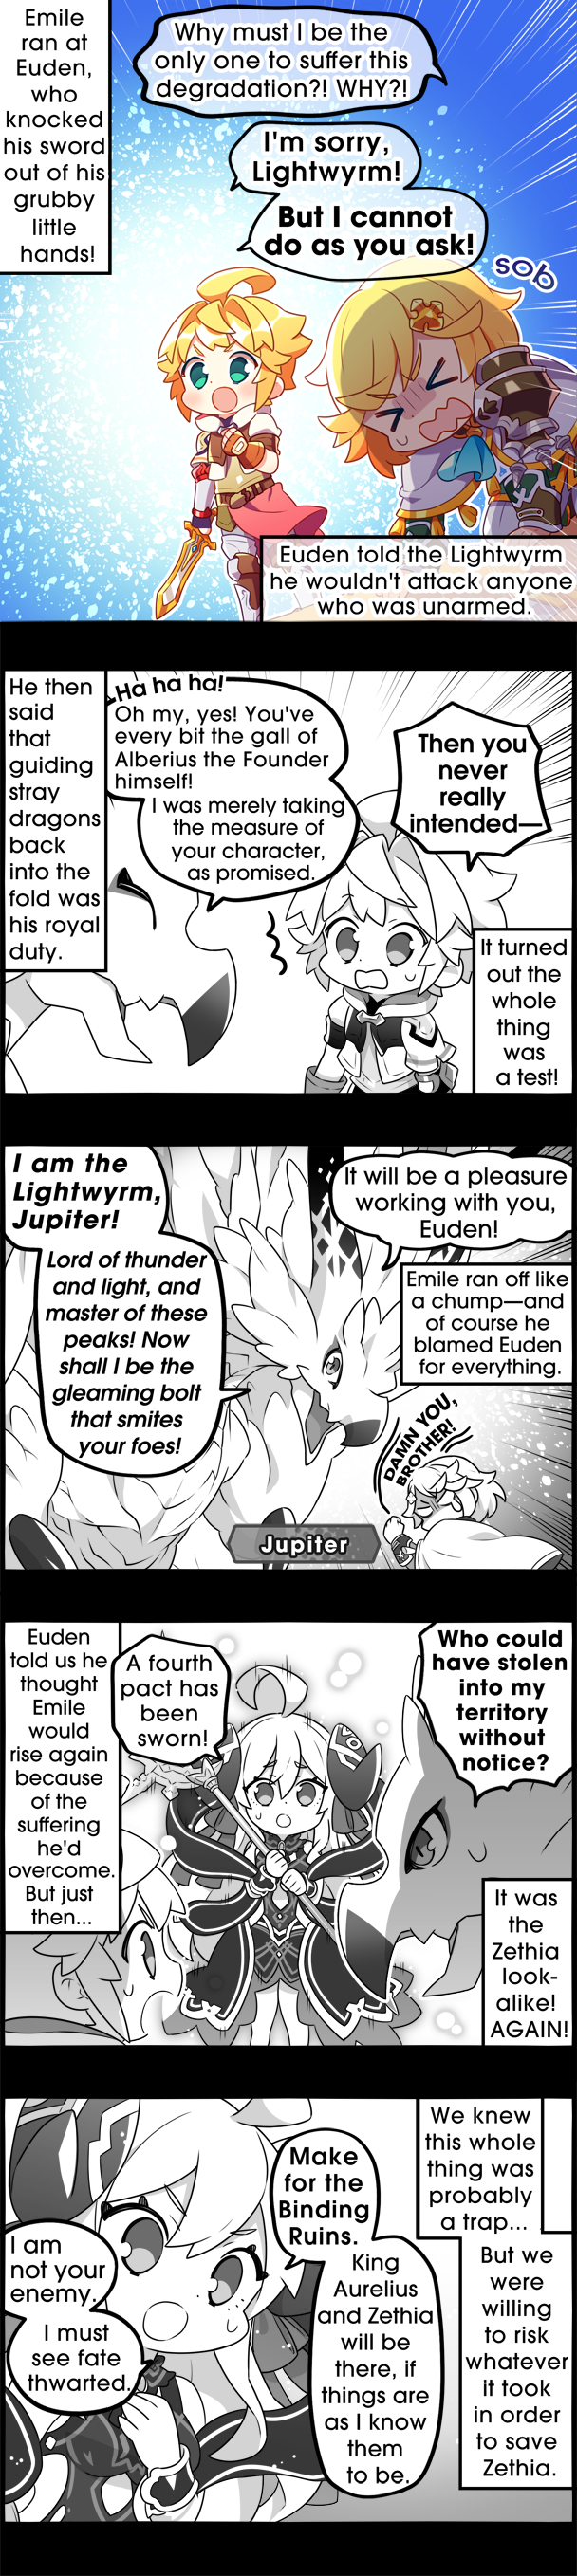 Emile
ran at
Euden,
who
knocked
his sword
out of his
grubby
little
hands!
Why must I be the
only one to suffer this
degradation?! WHY?!
I'm sorry,
Lightwyrm!
But I cannot
do as you ask!
sob
Euden told the Lightwyrm
he wouldn't attack anyone
who was unarmed.
He then
said
that
guiding
stray
dragons
back
into the
fold was
his royal
duty.
Ha ha ha!
Oh my, yes! You've
every bit the gall of
Alberius the Founder
himself!
I was merely taking
the measure of
your character,
as promised.
Then you
never
really
intended—
It turned
out the
whole
thing
was
a test!
I am the
Lightwyrm,
Jupiter!
Lord of thunder
and light, and
master of these
peaks! Now
shall I be the
gleaming bolt
that smites
your foes!
It will be a pleasure
working with you,
Euden!
Emile ran off like
a chump—and
of course he
blamed Euden
for everything.
DAMN YOU,
BROTHER!
Jupiter
Euden
told us he
thought
Emile
would
rise again
because
of the
suffering
he'd
overcome.
But just
then...
A fourth
pact has
been
sworn!
Who could
have stolen
into my
territory
without
notice?
It was
the
Zethia
look-
alike!
AGAIN!
We knew
this whole
thing was
probably
a trap...
Make
for the
Binding
Ruins.
King
Aurelius
and Zethia
will be
there, if
things are
as I know
them
to be.
I am
not your
enemy.
I must
see fate
thwarted.
But we
were
willing
to risk
whatever
it took
in order
to save
Zethia.